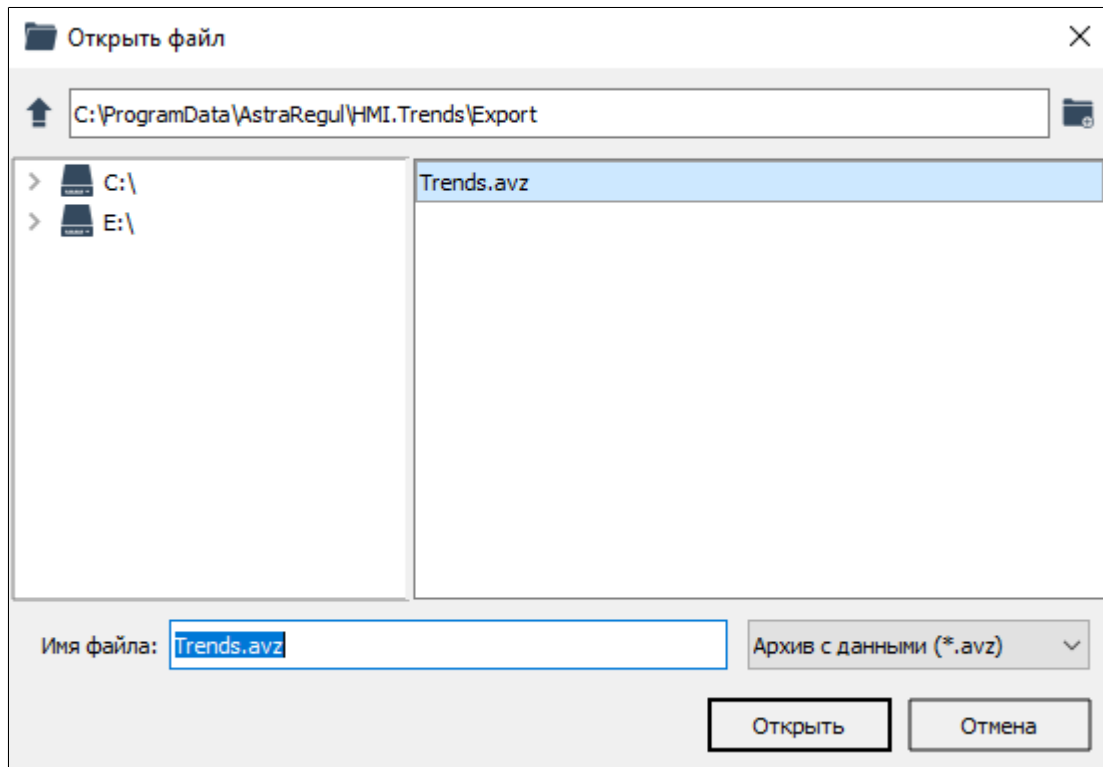 Открыть файл
C:\ProgramData\AstraRegul\HMI.Trends\Export
C:\
E:\
Trends.avz
Имя файла: Trends.avz Архив с данными (*.avz)
Открыть Отмена